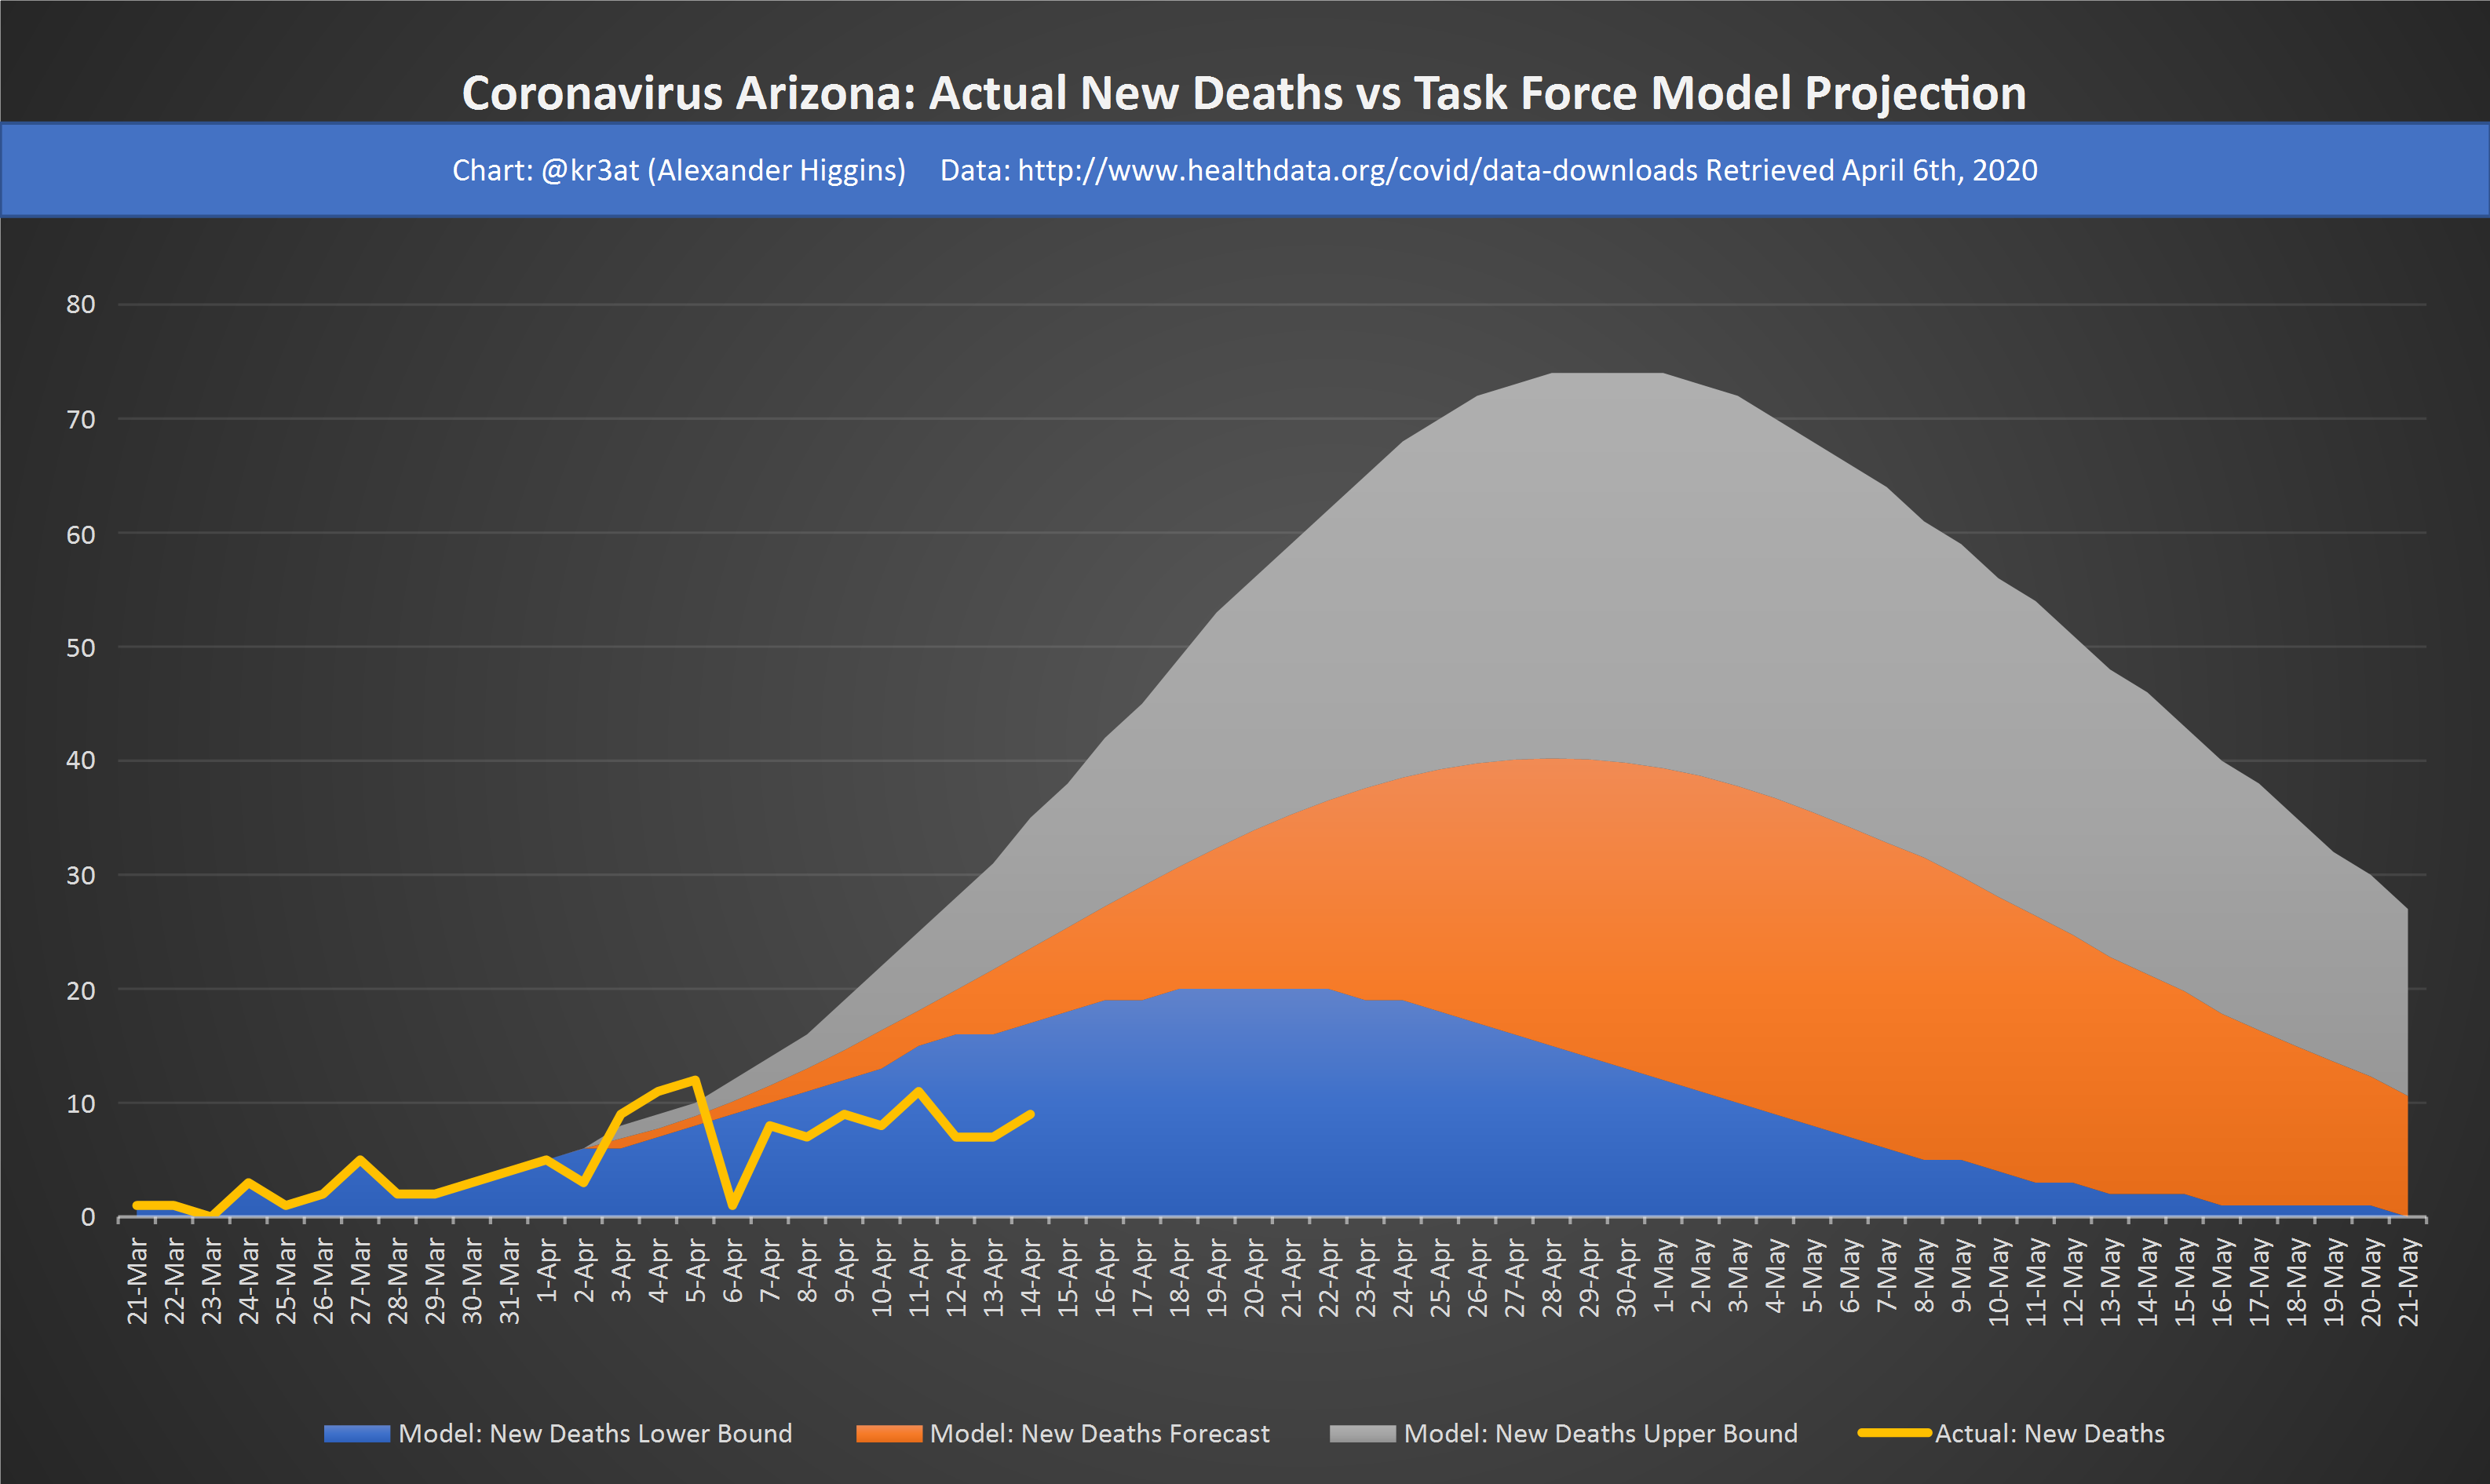 Coronavirus Arizona: Actual New Deaths vs Task Force Model Projection
Chart: @kr3at (Alexander Higgins) Data: http://www.healthdata.org/covid/data-downloads Retrieved April 6th, 2020
80
70
60
50
40
30
20
10
0
21-Mar
22-Mar
23-Mar
24-Mar
25-Mar
26-Mar
27-Mar
28-Mar
29-Mar
30-Mar
31-Mar
1-Apr
2-Apr
3-Apr
4-Apr
5-Apr
6-Apr
7-Apr
8-Apr
9-Apr
10-Apr
11-Apr
12-Apr
13-Apr
14-Apr
15-Apr
16-Apr
17-Apr
18-Apr
19-Apr
20-Apr
21-Apr
22-Apr
23-Apr
24-Apr
25-Apr
26-Apr
27-Apr
28-Apr
29-Apr
30-Apr
1-May
2-May
3-May
4-May
5-May
6-May
7-May
8-May
9-May
10-May
11-May
12-May
13-May
14-May
15-May
16-May
17-May
18-May
19-May
20-May
21-May
Model: New Deaths Lower Bound
Model: New Deaths Forecast
Model: New Deaths Upper Bound
Actual: New Deaths